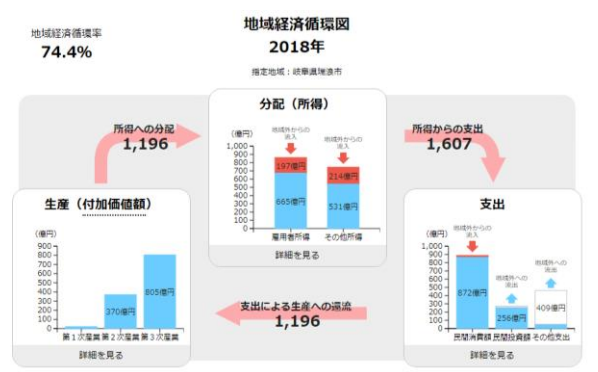 地域経済循環図
2018年
地域経済循環率
74.4%
指定地域：岐阜県瑞浪市
分配（所得）
所得への分配
1,196
所得からの支出
1,607
（億円）
地域外からの
流入
地域外からの
流入
1,000
900
800
700
600
500
400
300
200
100
0
197億円
214億円
665億円
531億円
雇用者所得
その他所得
詳細を見る
生産（付加価値額）
（億円）
900
800
700
600
500
400
300
200
100
0
370億円
805億円
第１次産業
第２次産業
第３次産業
詳細を見る
支出による生産への還流
1,196
支出
（億円）
地域外からの
流入
地域外への
支出
地域外への
支出
1,000
900
800
700
600
500
400
300
200
100
0
872億円
256億円
409億円
民間消費額
民間投資額
その他支出
詳細を見る